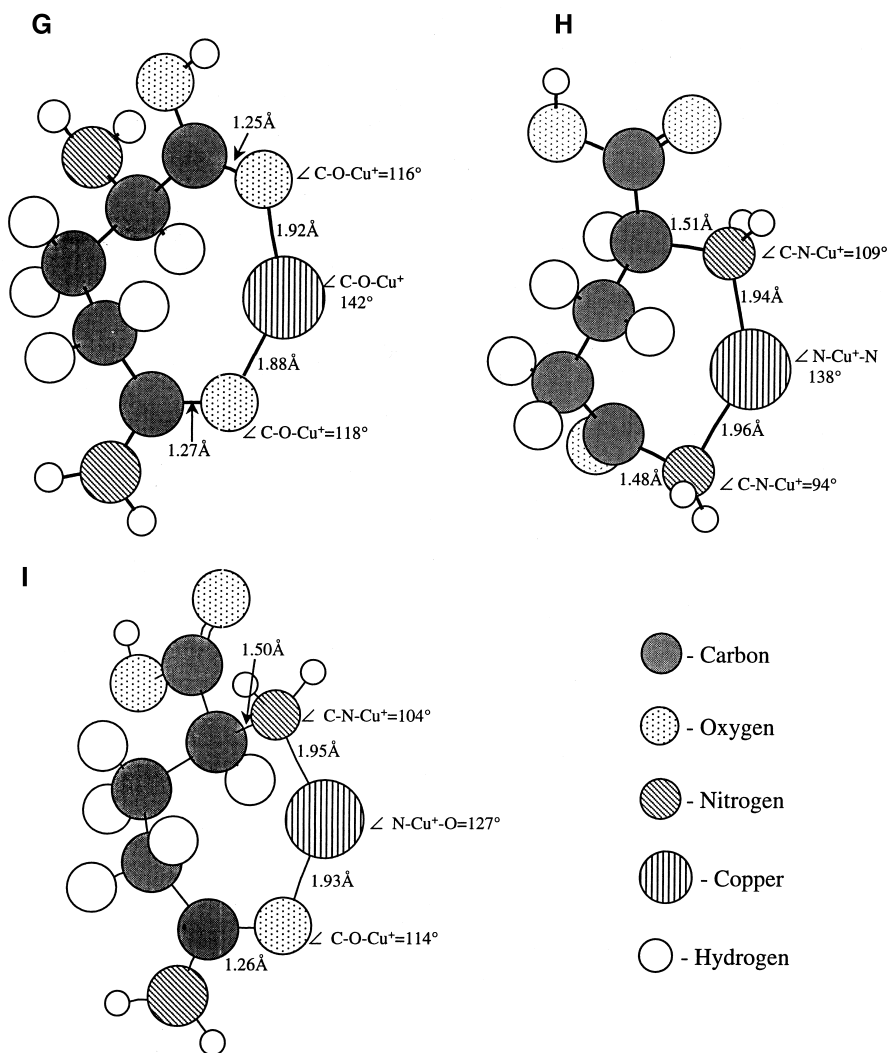 G
1.25Å
∠ C-O-Cu⁺=116°
1.92Å
∠ C-O-Cu⁺
142°
1.88Å
∠ C-O-Cu⁺=118°
1.27Å
H
1.51Å
∠ C-N-Cu⁺=109°
1.94Å
∠ N-Cu⁺-N
138°
1.96Å
1.48Å
∠ C-N-Cu⁺=94°
I
1.50Å
∠ C-N-Cu⁺=104°
1.95Å
∠ N-Cu⁺-O=127°
1.93Å
∠ C-O-Cu⁺=114°
1.26Å
- Carbon
- Oxygen
- Nitrogen
- Copper
- Hydrogen